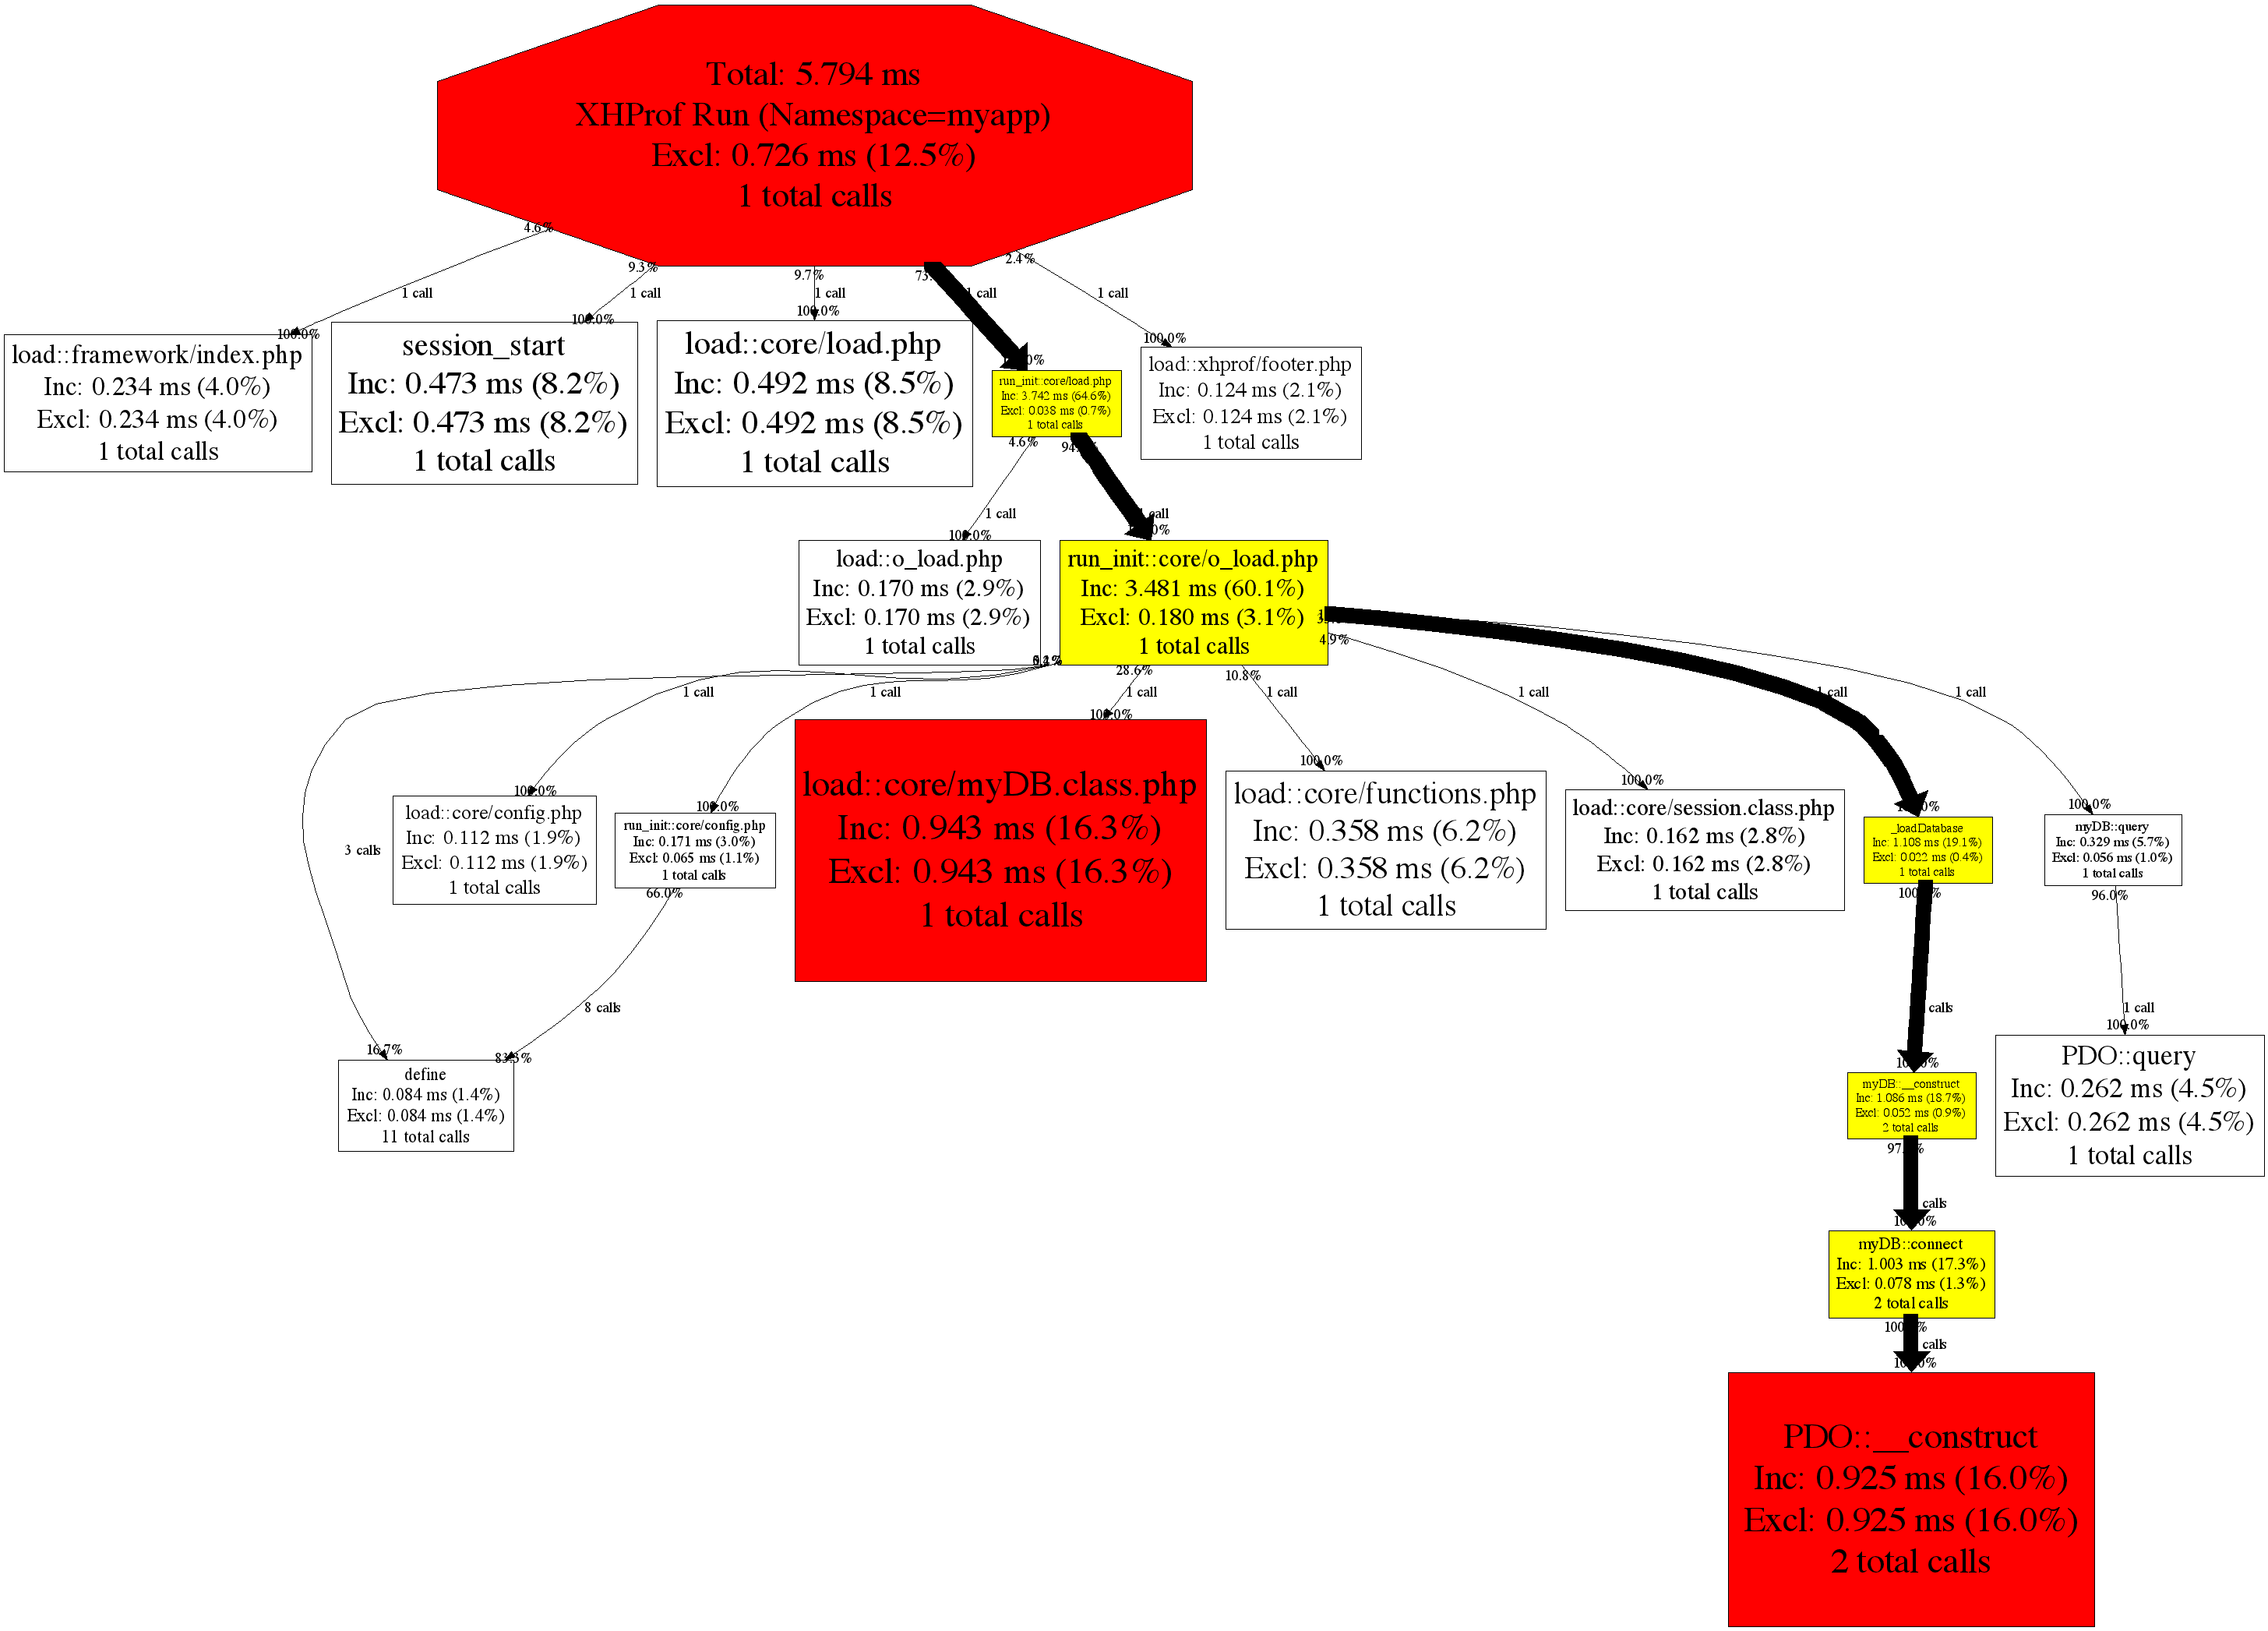 Total: 5.794 ms
XHProf Run (Namespace=myapp)
Excl: 0.726 ms (12.5%)
1 total calls
4.6%
9.3%
9.7%
2.4%
1 call
1 call
1 call
1 call
1 call
100.0%
100.0%
100.0%
100.0%
load::framework/index.php
Inc: 0.234 ms (4.0%)
Excl: 0.234 ms (4.0%)
1 total calls
session_start
Inc: 0.473 ms (8.2%)
Excl: 0.473 ms (8.2%)
1 total calls
load::core/load.php
Inc: 0.492 ms (8.5%)
Excl: 0.492 ms (8.5%)
1 total calls
run_init::core/load.php
Inc: 3.742 ms (64.6%)
Excl: 0.038 ms (0.7%)
1 total calls
load::xhprof/footer.php
Inc: 0.124 ms (2.1%)
Excl: 0.124 ms (2.1%)
1 total calls
4.6%
1 call
call
100.0%
load::o_load.php
Inc: 0.170 ms (2.9%)
Excl: 0.170 ms (2.9%)
1 total calls
run_init::core/o_load.php
Inc: 3.481 ms (60.1%)
Excl: 0.180 ms (3.1%)
1 total calls
28.6%
10.8%
4.9%
1 call
1 call
1 call
1 call
1 call
1 call
1 call
3 calls
100.0%
100.0%
100.0%
100.0%
100.0%
100.0%
load::core/config.php
Inc: 0.112 ms (1.9%)
Excl: 0.112 ms (1.9%)
1 total calls
run_init::core/config.php
Inc: 0.171 ms (3.0%)
Excl: 0.065 ms (1.1%)
1 total calls
load::core/myDB.class.php
Inc: 0.943 ms (16.3%)
Excl: 0.943 ms (16.3%)
1 total calls
load::core/functions.php
Inc: 0.358 ms (6.2%)
Excl: 0.358 ms (6.2%)
1 total calls
load::core/session.class.php
Inc: 0.162 ms (2.8%)
Excl: 0.162 ms (2.8%)
1 total calls
_loadDatabase
Inc: 1.108 ms (19.1%)
Excl: 0.022 ms (0.4%)
1 total calls
myDB::query
Inc: 0.329 ms (5.7%)
Excl: 0.056 ms (1.0%)
1 total calls
66.0%
96.0%
8 calls
calls
1 call
16.7%
83.3%
100.0%
define
Inc: 0.084 ms (1.4%)
Excl: 0.084 ms (1.4%)
11 total calls
myDB::__construct
Inc: 1.086 ms (18.7%)
Excl: 0.052 ms (0.9%)
2 total calls
PDO::query
Inc: 0.262 ms (4.5%)
Excl: 0.262 ms (4.5%)
1 total calls
calls
myDB::connect
Inc: 1.003 ms (17.3%)
Excl: 0.078 ms (1.3%)
2 total calls
calls
PDO::__construct
Inc: 0.925 ms (16.0%)
Excl: 0.925 ms (16.0%)
2 total calls